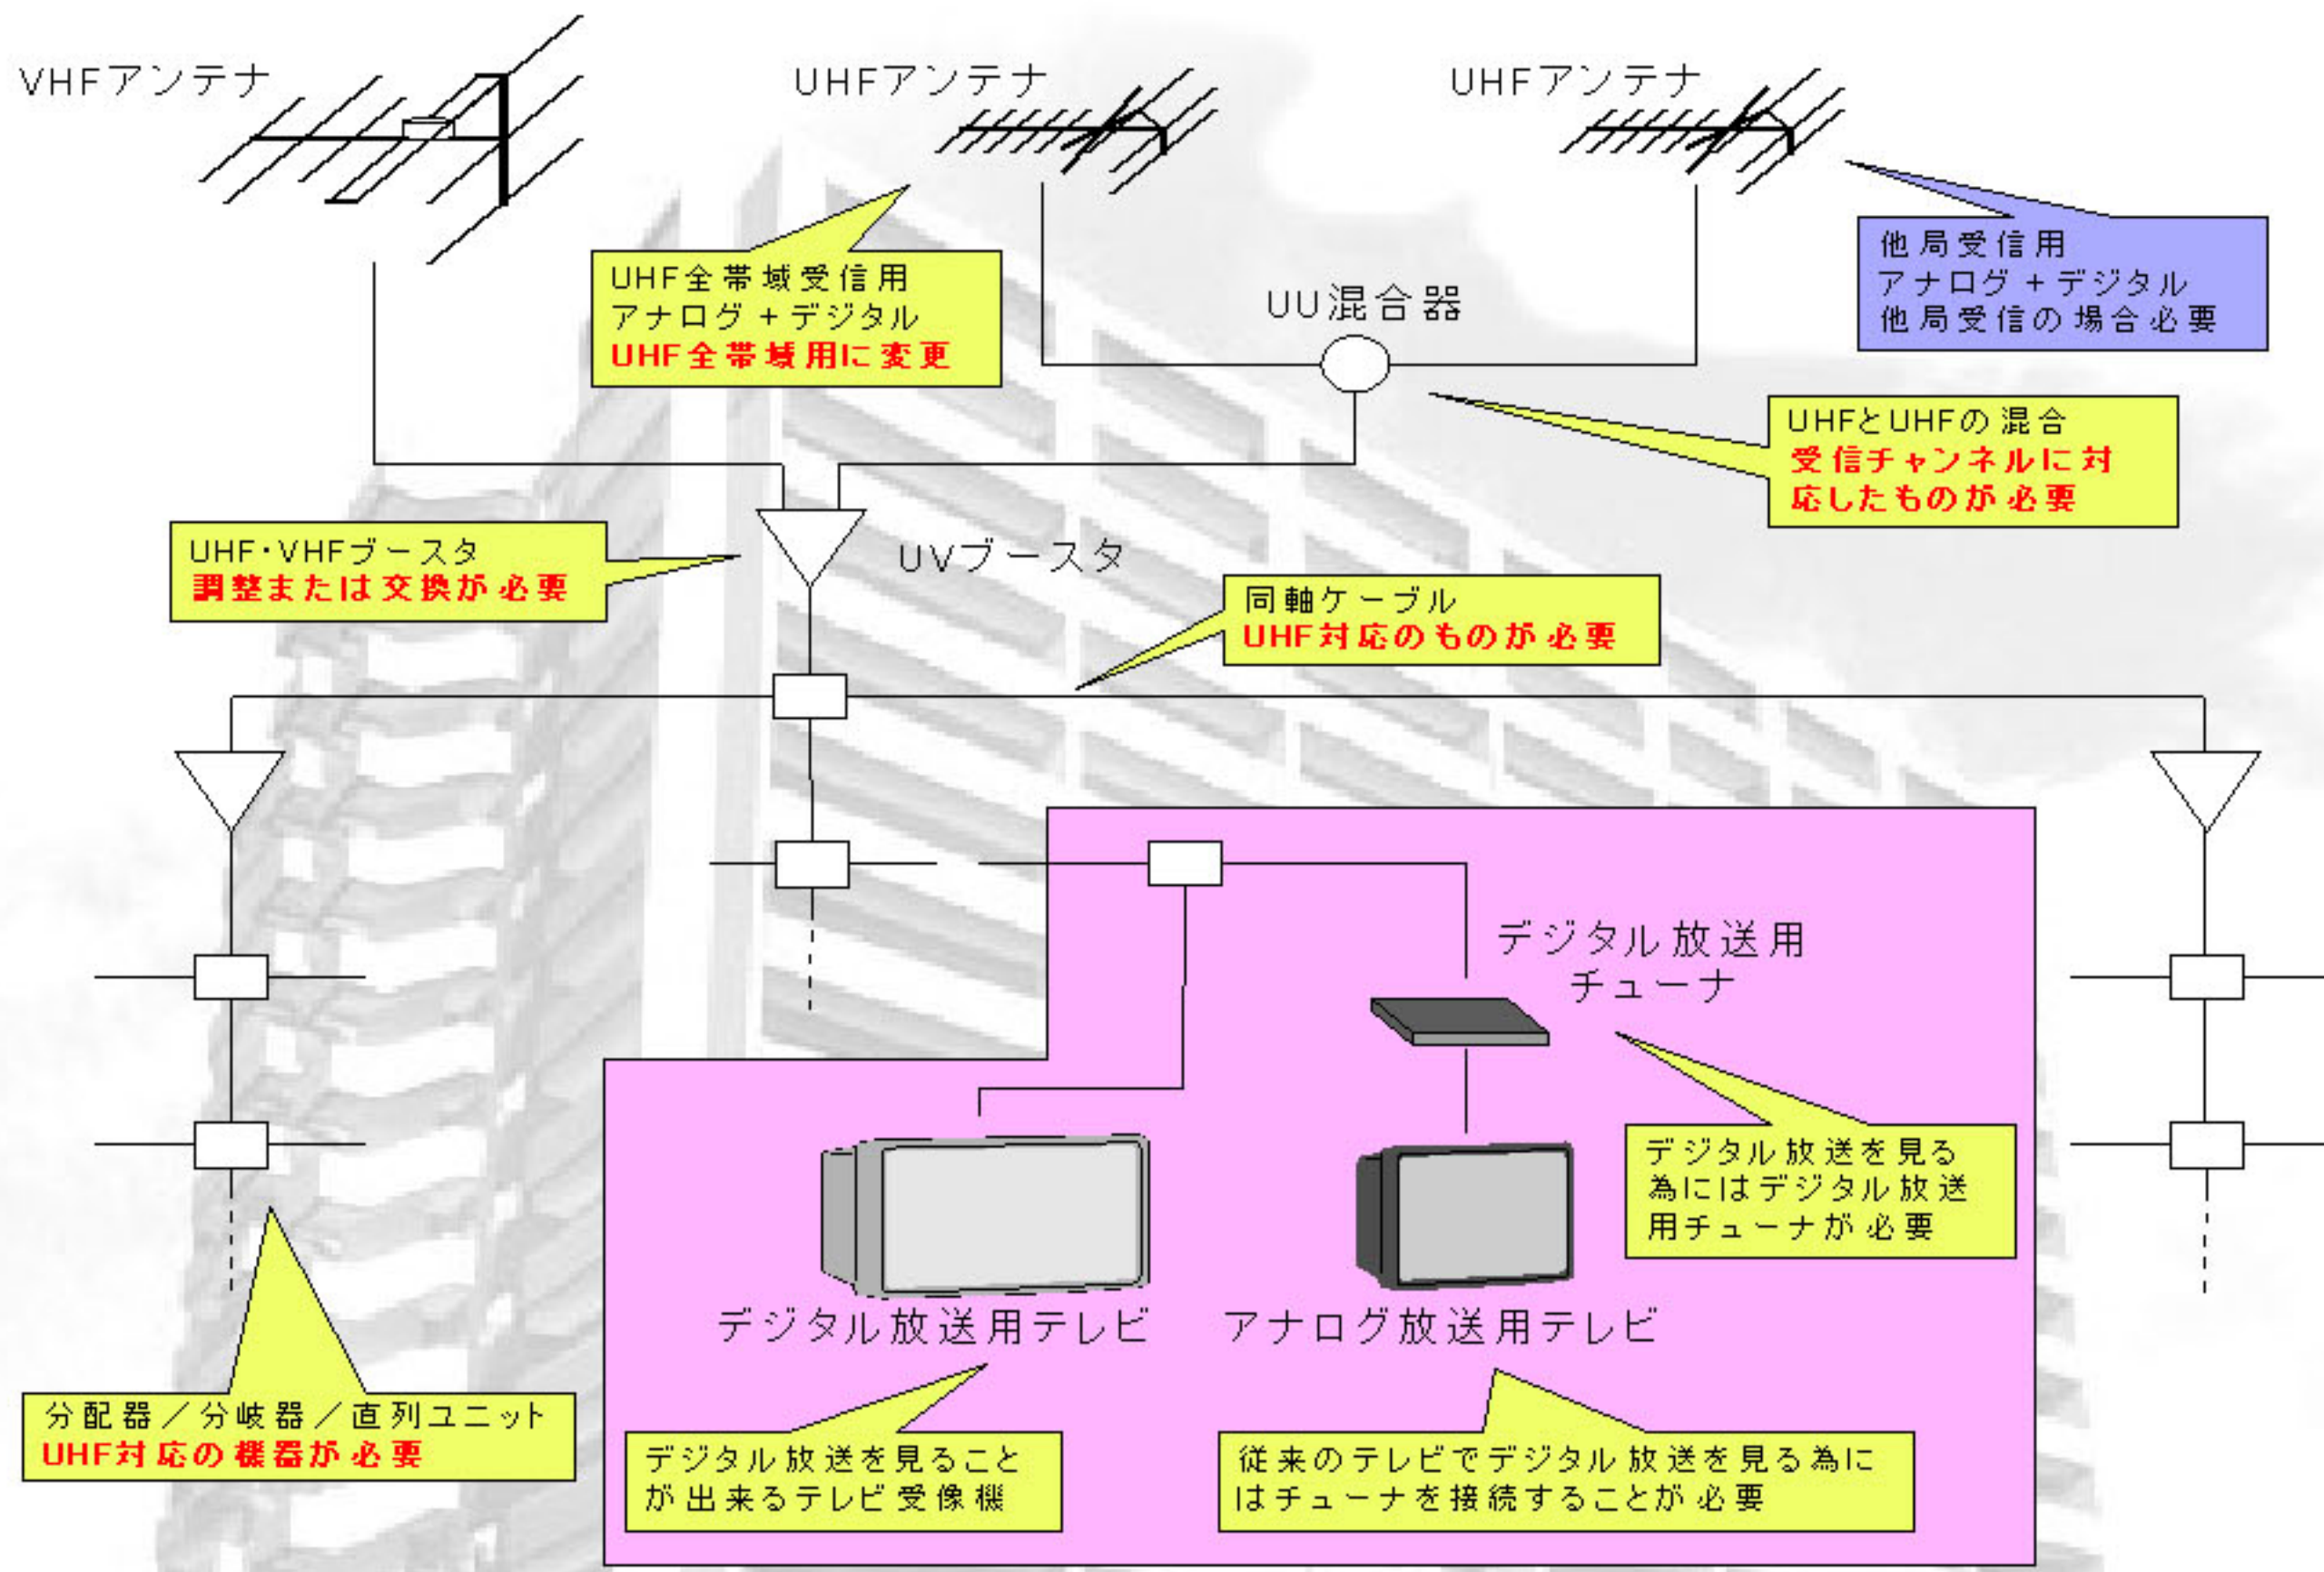 VHFアンテナ
UHFアンテナ
UHFアンテナ
他局受信用
アナログ+デジタル
他局受信の場合必要
UHF全帯域受信用
アナログ+デジタル
UHF全帯域用に変更
UU混合器
UHFとUHFの混合
受信チャンネルに対
応したものが必要
UHF・VHFブースタ
調整または交換が必要
UVブースタ
同軸ケーブル
UHF対応のものが必要
デジタル放送用
チューナ
デジタル放送を見る
為にはデジタル放送
用チューナが必要
デジタル放送用テレビ
アナログ放送用テレビ
分配器/分岐器/直列ユニット
UHF対応の機器が必要
デジタル放送を見ること
が出来るテレビ受像機
従来のテレビでデジタル放送を見る為に
はチューナを接続することが必要